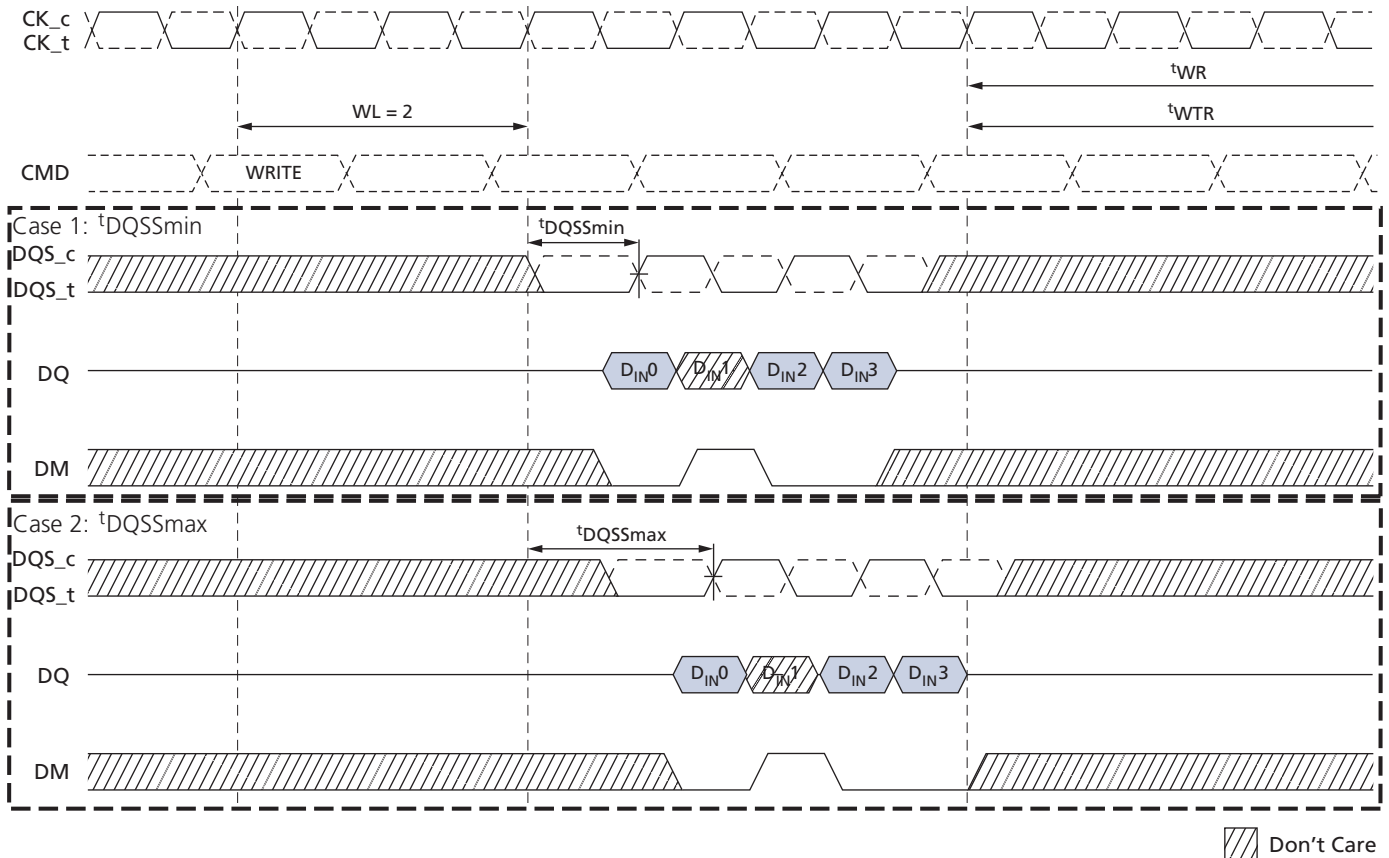 CK_c
CK_t
tWR
WL = 2
tWTR
CMD
WRITE
Case 1: tDQSSmin
tDQSSmin
DQS_c
DQS_t
DQ
DIN0 DIN1 DIN2 DIN3
DM
Case 2: tDQSSmax
tDQSSmax
DQS_c
DQS_t
DQ
DIN0 DIN1 DIN2 DIN3
DM
Don't Care